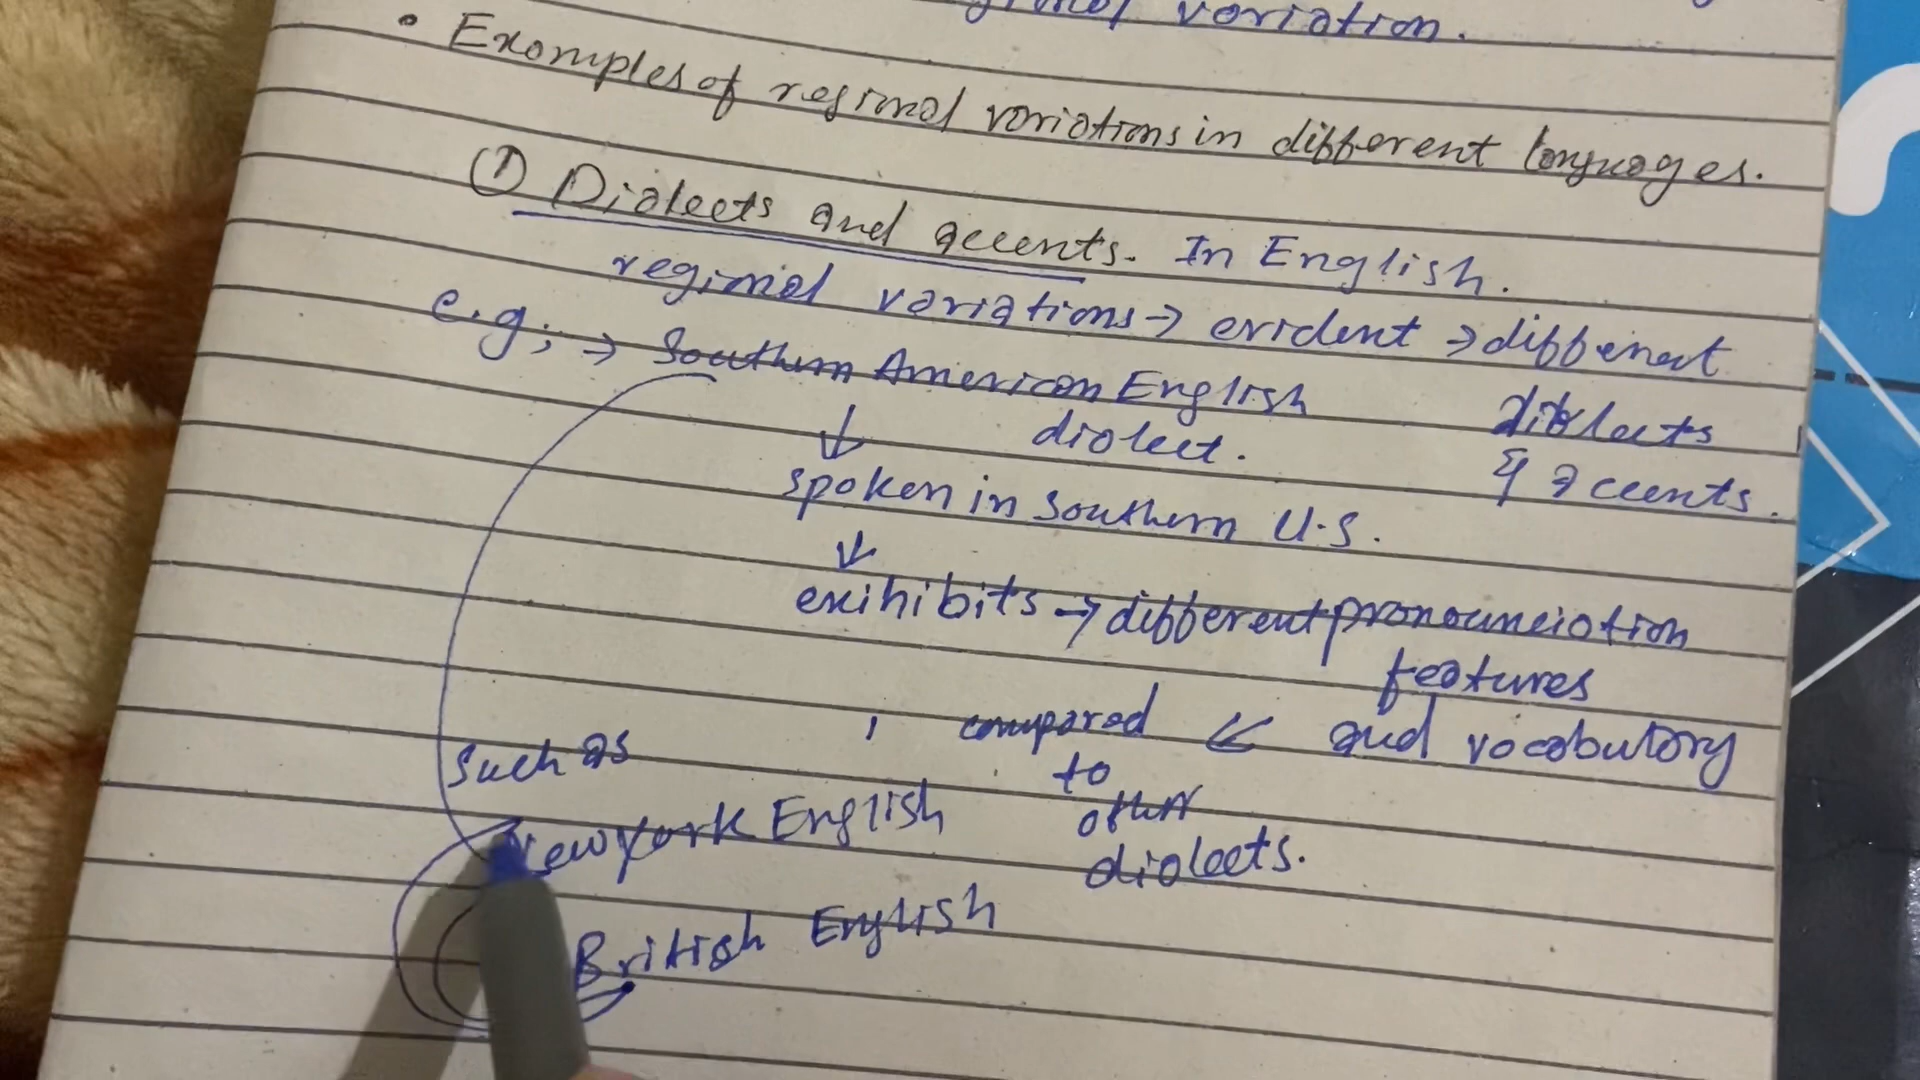 variation.
• Examples of regional variations in different languages.
① Dialects and accents. In English.
regional variations → evident → different
dialects
& accents.
e.g; → Southern American English
dialect.
↓
spoken in Southern U.S.
↓
exihibits → different pronounciation
features
and vocabulory
compared
to
other
dialects.
Such as
New York English
British English